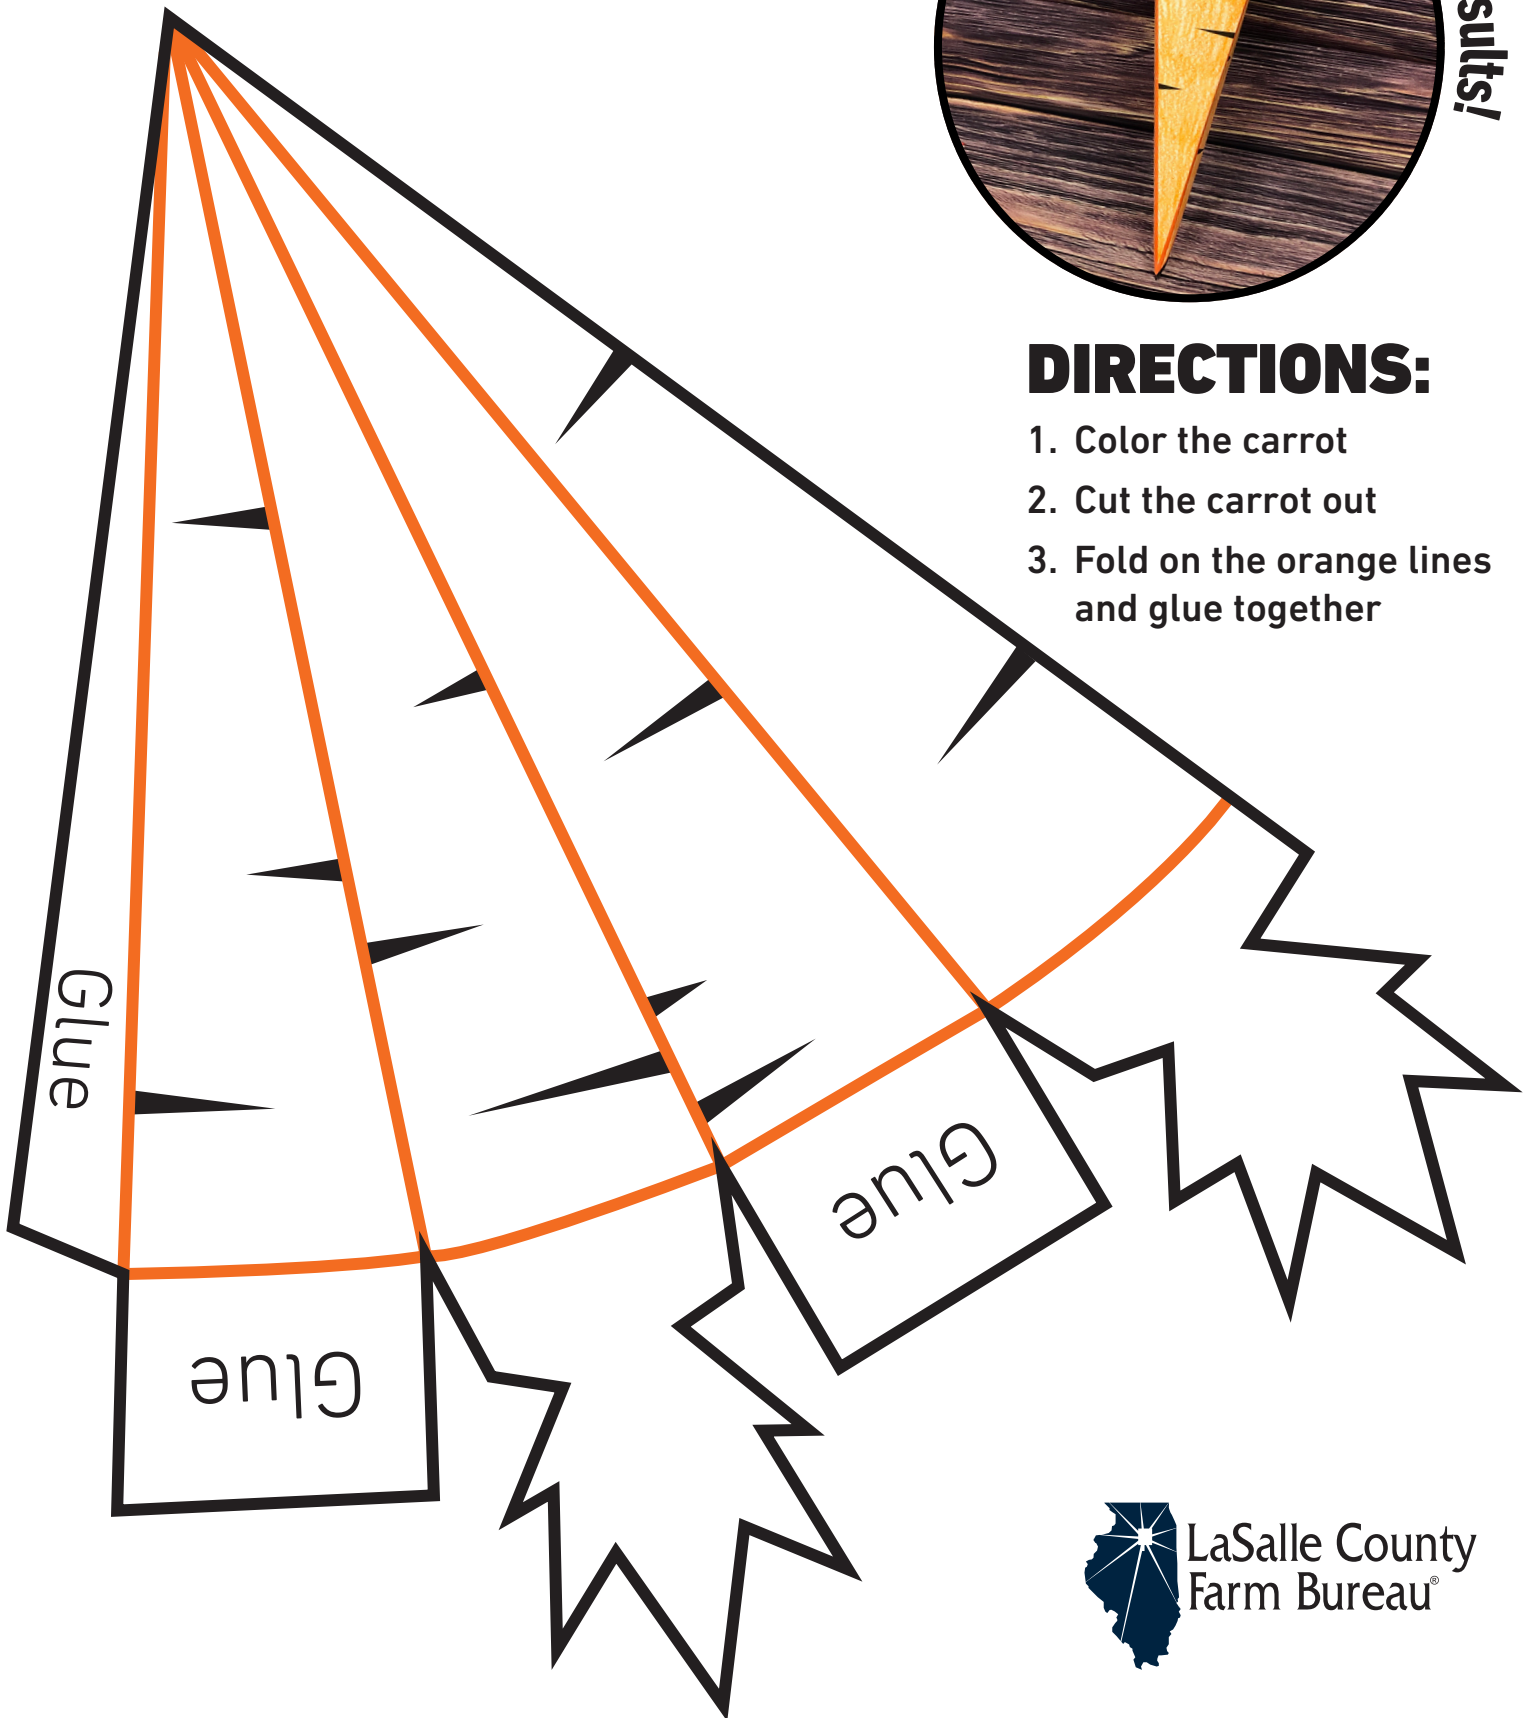 DIRECTIONS:
1. Color the carrot
2. Cut the carrot out
3. Fold on the orange lines
and glue together
Glue
Glue
Glue
LaSalle County
Farm Bureau®